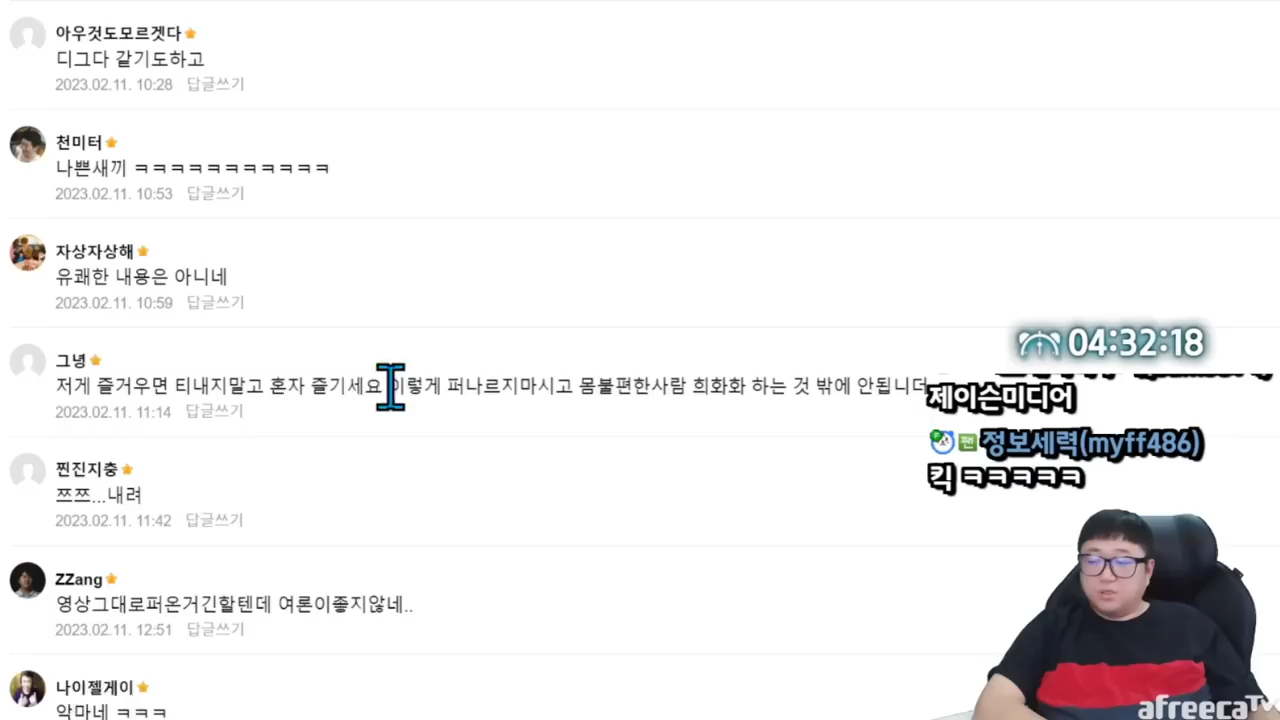 아우것도모르겟다
디그다 같기도하고
2023.02.11. 10:28 답글쓰기
천미터
나쁜새끼 ㅋㅋㅋㅋㅋㅋㅋㅋㅋㅋㅋ
2023.02.11. 10:53 답글쓰기
자상자상해
유쾌한 내용은 아니네
2023.02.11. 10:59 답글쓰기
04:32:18
그녕
저게 즐거우면 티내지말고 혼자 즐기세요 이렇게 퍼나르지마시고 몸불편한사람 희화화 하는 것 밖에 안됩니더
2023.02.11. 11:14 답글쓰기
제이슨미디어
팬 정보세력(myff486)
킥 ㅋㅋㅋㅋㅋ
찐진지충
쯔쯔...내려
2023.02.11. 11:42 답글쓰기
ZZang
영상그대로퍼온거긴할텐데 여론이좋지않네..
2023.02.11. 12:51 답글쓰기
나이젤게이
악마네 ㅋㅋㅋ
afreecaTV